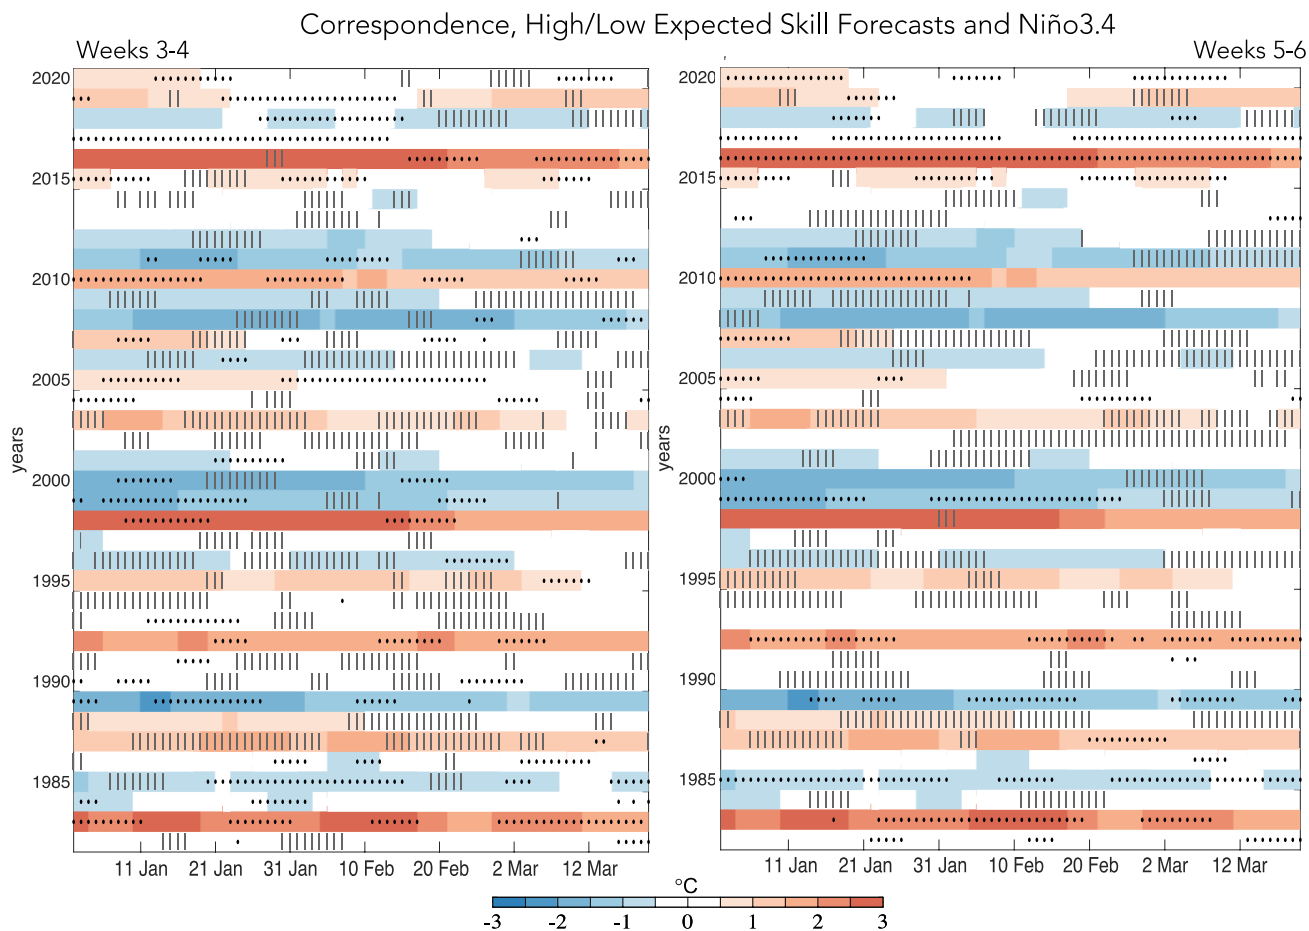 Correspondence, High/Low Expected Skill Forecasts and Niño3.4
Weeks 3-4
Weeks 5-6
2020
2015
2010
2005
2000
1995
1990
1985
years
11 Jan 21 Jan 31 Jan 10 Feb 20 Feb 2 Mar 12 Mar
2020
2015
2010
2005
2000
1995
1990
1985
years
11 Jan 21 Jan 31 Jan 10 Feb 20 Feb 2 Mar 12 Mar
°C
-3 -2 -1 0 1 2 3